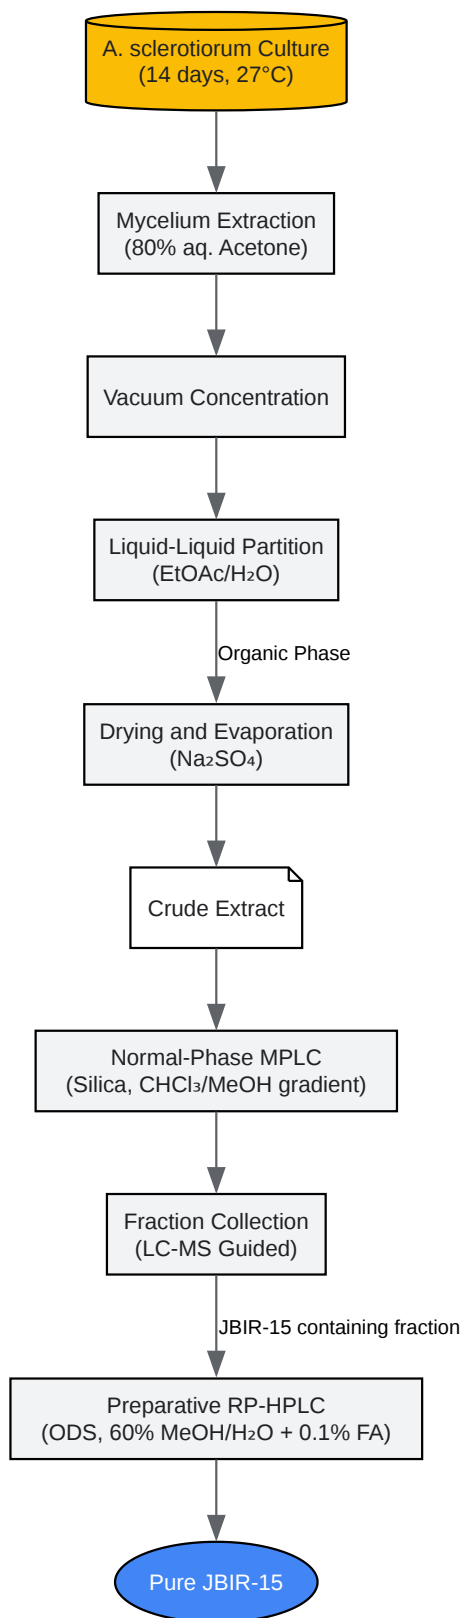 A. sclerotiorum Culture
(14 days, 27°C)
Mycelium Extraction
(80% aq. Acetone)
Vacuum Concentration
Liquid-Liquid Partition
(EtOAc/H₂O)
Organic Phase
Drying and Evaporation
(Na₂SO₄)
Crude Extract
Normal-Phase MPLC
(Silica, CHCl₃/MeOH gradient)
Fraction Collection
(LC-MS Guided)
JBIR-15 containing fraction
Preparative RP-HPLC
(ODS, 60% MeOH/H₂O + 0.1% FA)
Pure JBIR-15